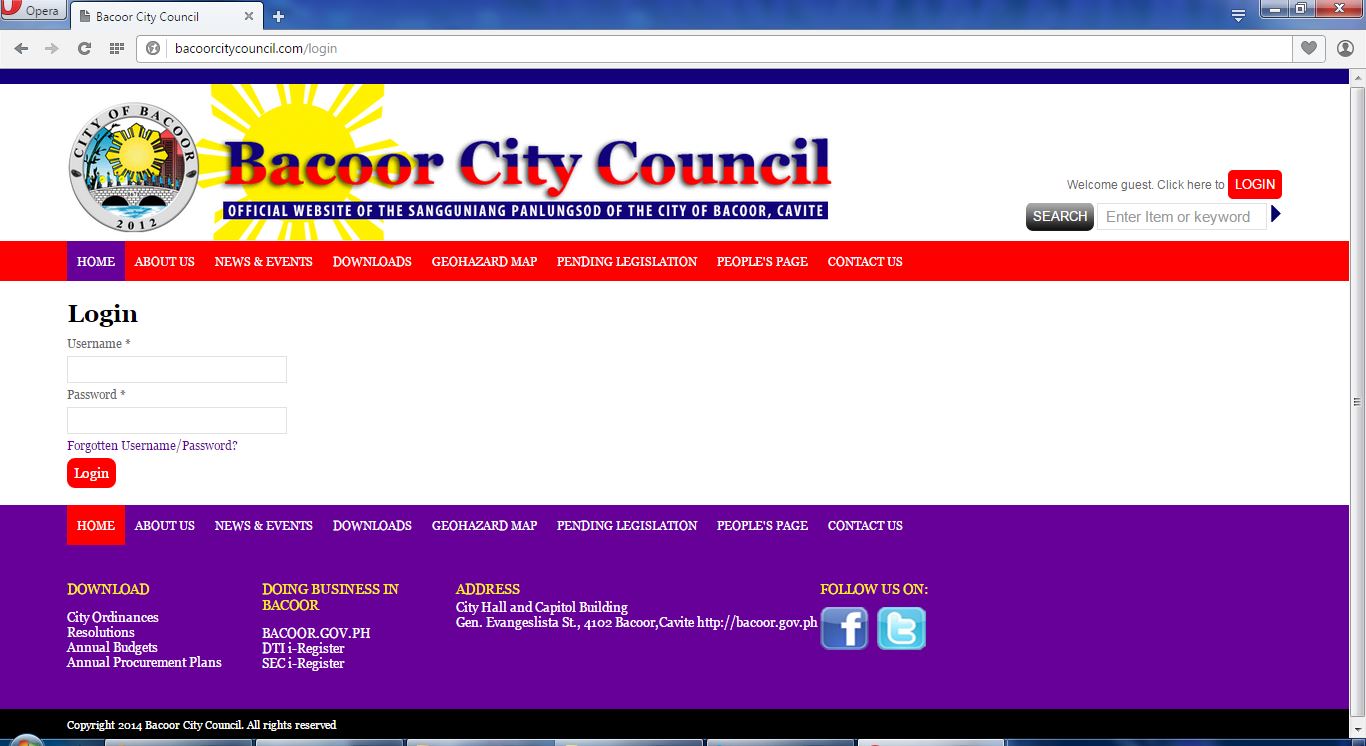 Opera
Bacoor City Council
bacoorcitycouncil.com/login
CITY OF BACOOR
2012
Bacoor City Council
OFFICIAL WEBSITE OF THE SANGGUNIANG PANLUNGSOD OF THE CITY OF BACOOR, CAVITE
Welcome guest. Click here to LOGIN
SEARCH Enter Item or keyword
HOME ABOUT US NEWS & EVENTS DOWNLOADS GEOHAZARD MAP PENDING LEGISLATION PEOPLE'S PAGE CONTACT US
Login
Username *
Password *
Forgotten Username/Password?
Login
HOME ABOUT US NEWS & EVENTS DOWNLOADS GEOHAZARD MAP PENDING LEGISLATION PEOPLE'S PAGE CONTACT US
DOWNLOAD
City Ordinances
Resolutions
Annual Budgets
Annual Procurement Plans
DOING BUSINESS IN
BACOOR
BACOOR.GOV.PH
DTI i-Register
SEC i-Register
ADDRESS
City Hall and Capitol Building
Gen. Evangeslista St., 4102 Bacoor,Cavite http://bacoor.gov.ph
FOLLOW US ON:
f
t
Copyright 2014 Bacoor City Council. All rights reserved